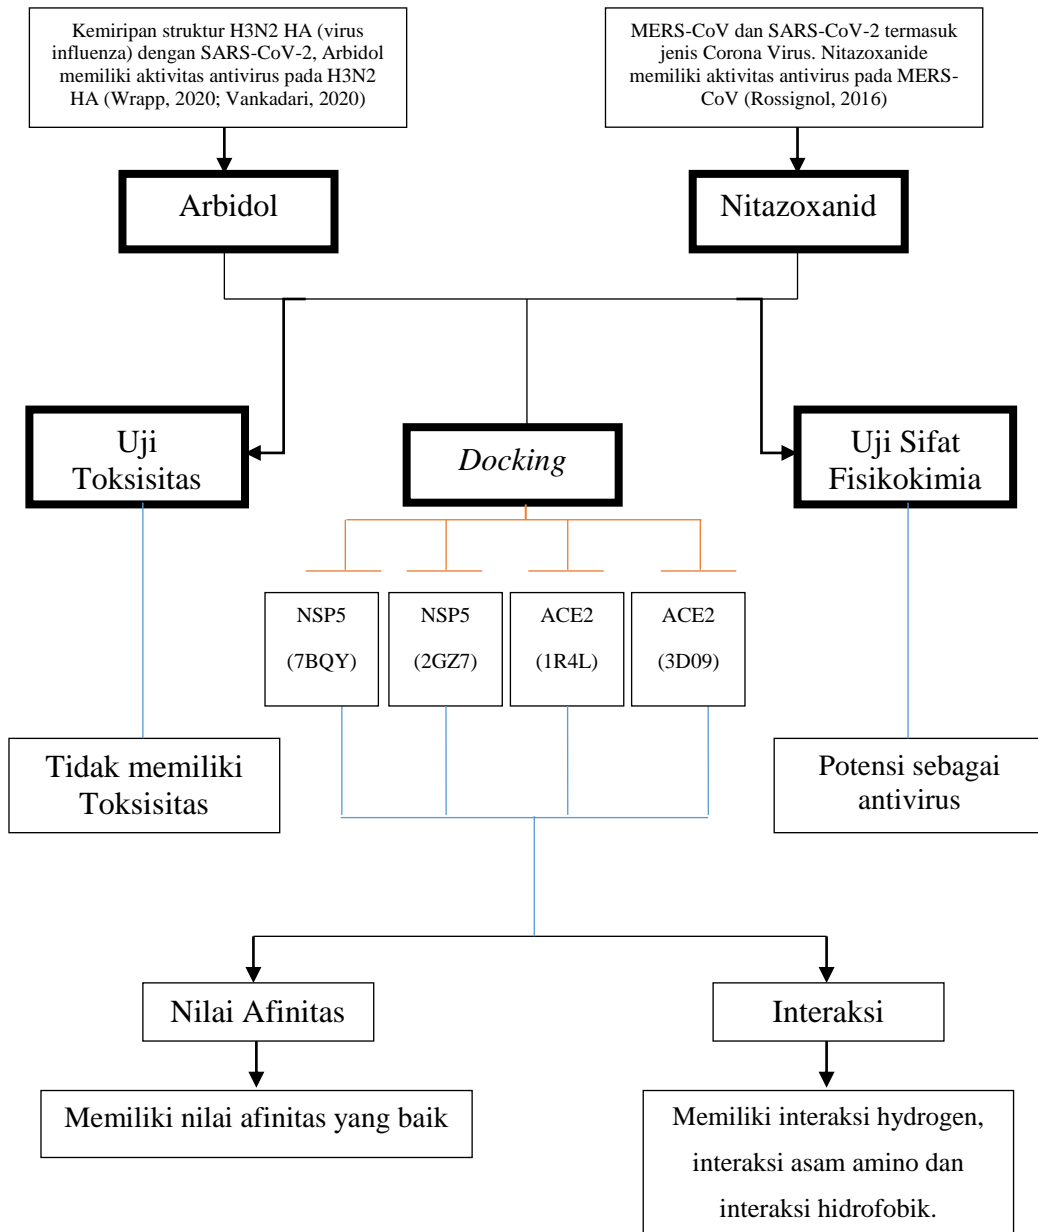 Kemiripan struktur H3N2 HA (virus
influenza) dengan SARS-CoV-2, Arbidol
memiliki aktivitas antivirus pada H3N2
HA (Wrapp, 2020; Vankadari, 2020)
MERS-CoV dan SARS-CoV-2 termasuk
jenis Corona Virus. Nitazoxanide
memiliki aktivitas antivirus pada MERS-
CoV (Rossignol, 2016)
Arbidol
Nitazoxanid
Uji
Toksisitas
Docking
Uji Sifat
Fisikokimia
NSP5
(7BQY)
NSP5
(2GZ7)
ACE2
(1R4L)
ACE2
(3D09)
Tidak memiliki
Toksisitas
Potensi sebagai
antivirus
Nilai Afinitas
Interaksi
Memiliki nilai afinitas yang baik
Memiliki interaksi hydrogen,
interaksi asam amino dan
interaksi hidrofobik.